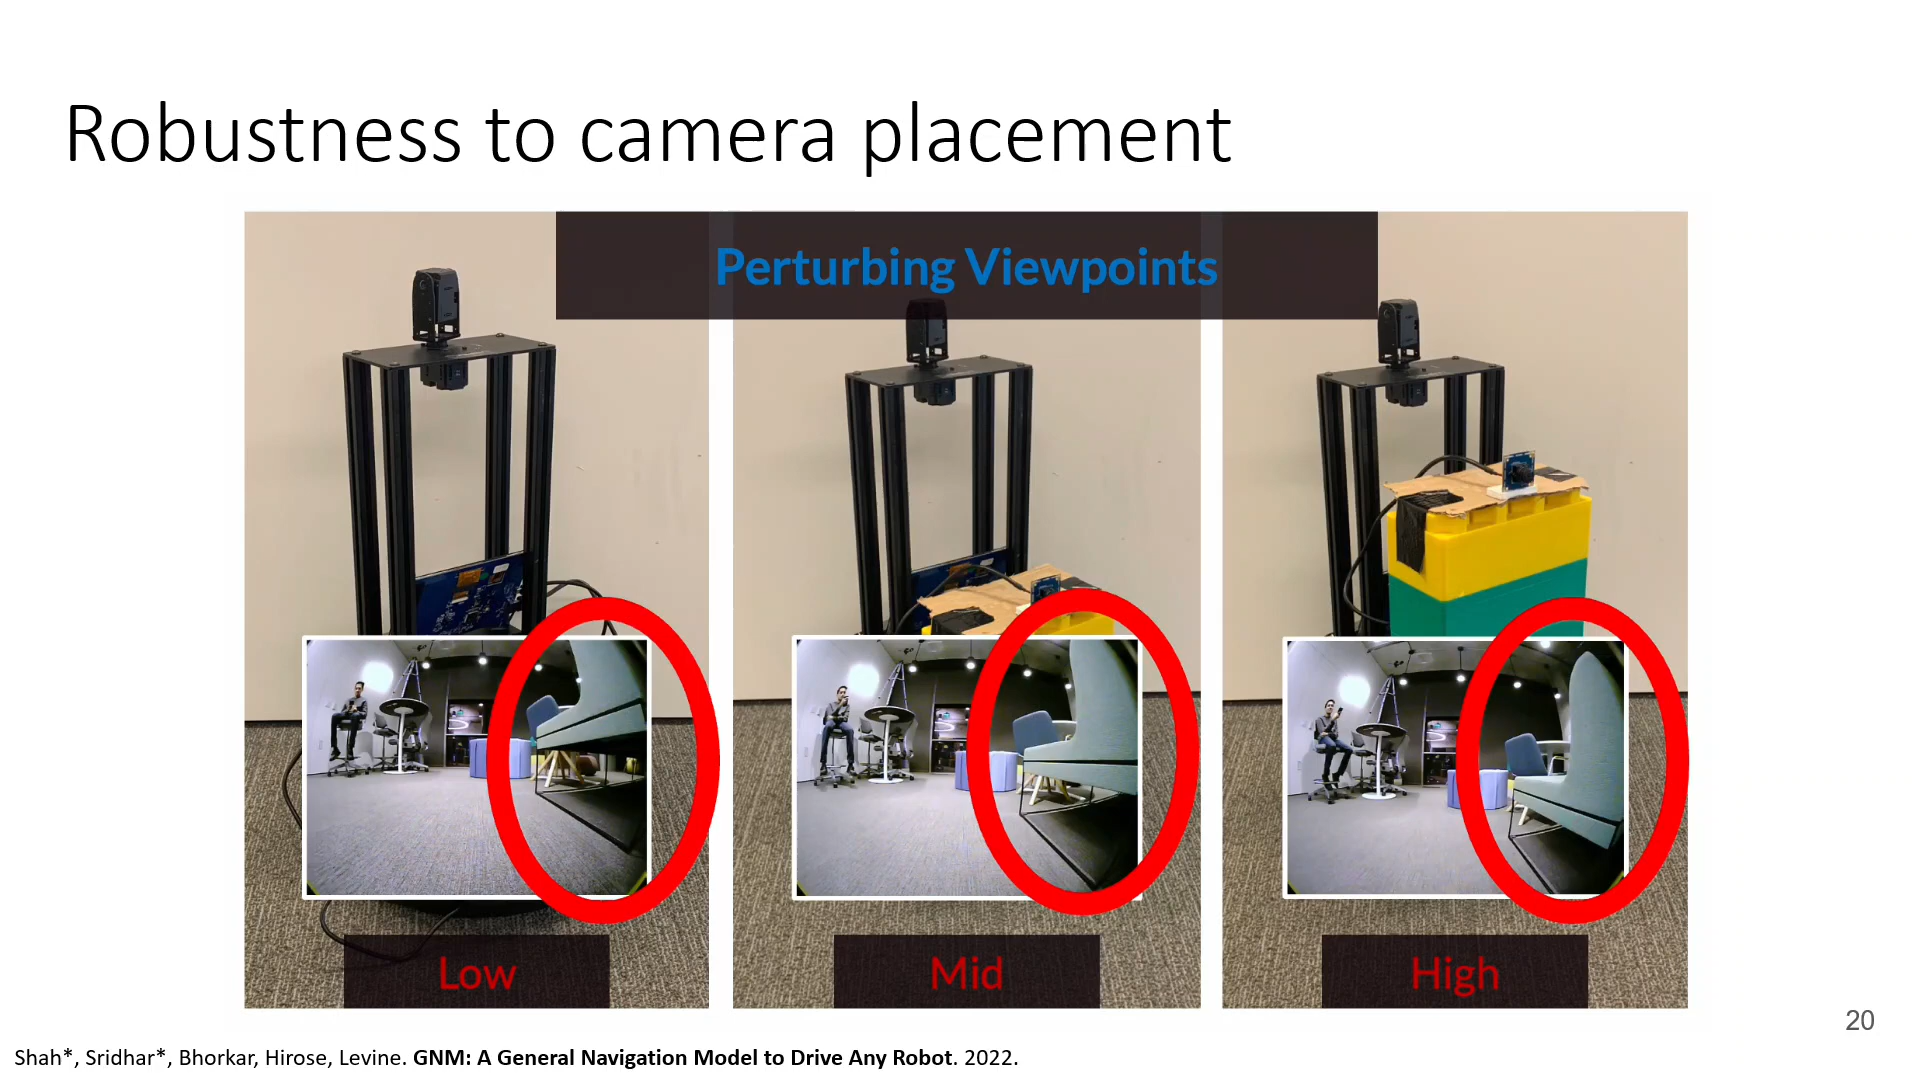 Robustness to camera placement
Perturbing Viewpoints
Low
Mid
High
20
Shah*, Sridhar*, Bhorkar, Hirose, Levine. GNM: A General Navigation Model to Drive Any Robot. 2022.